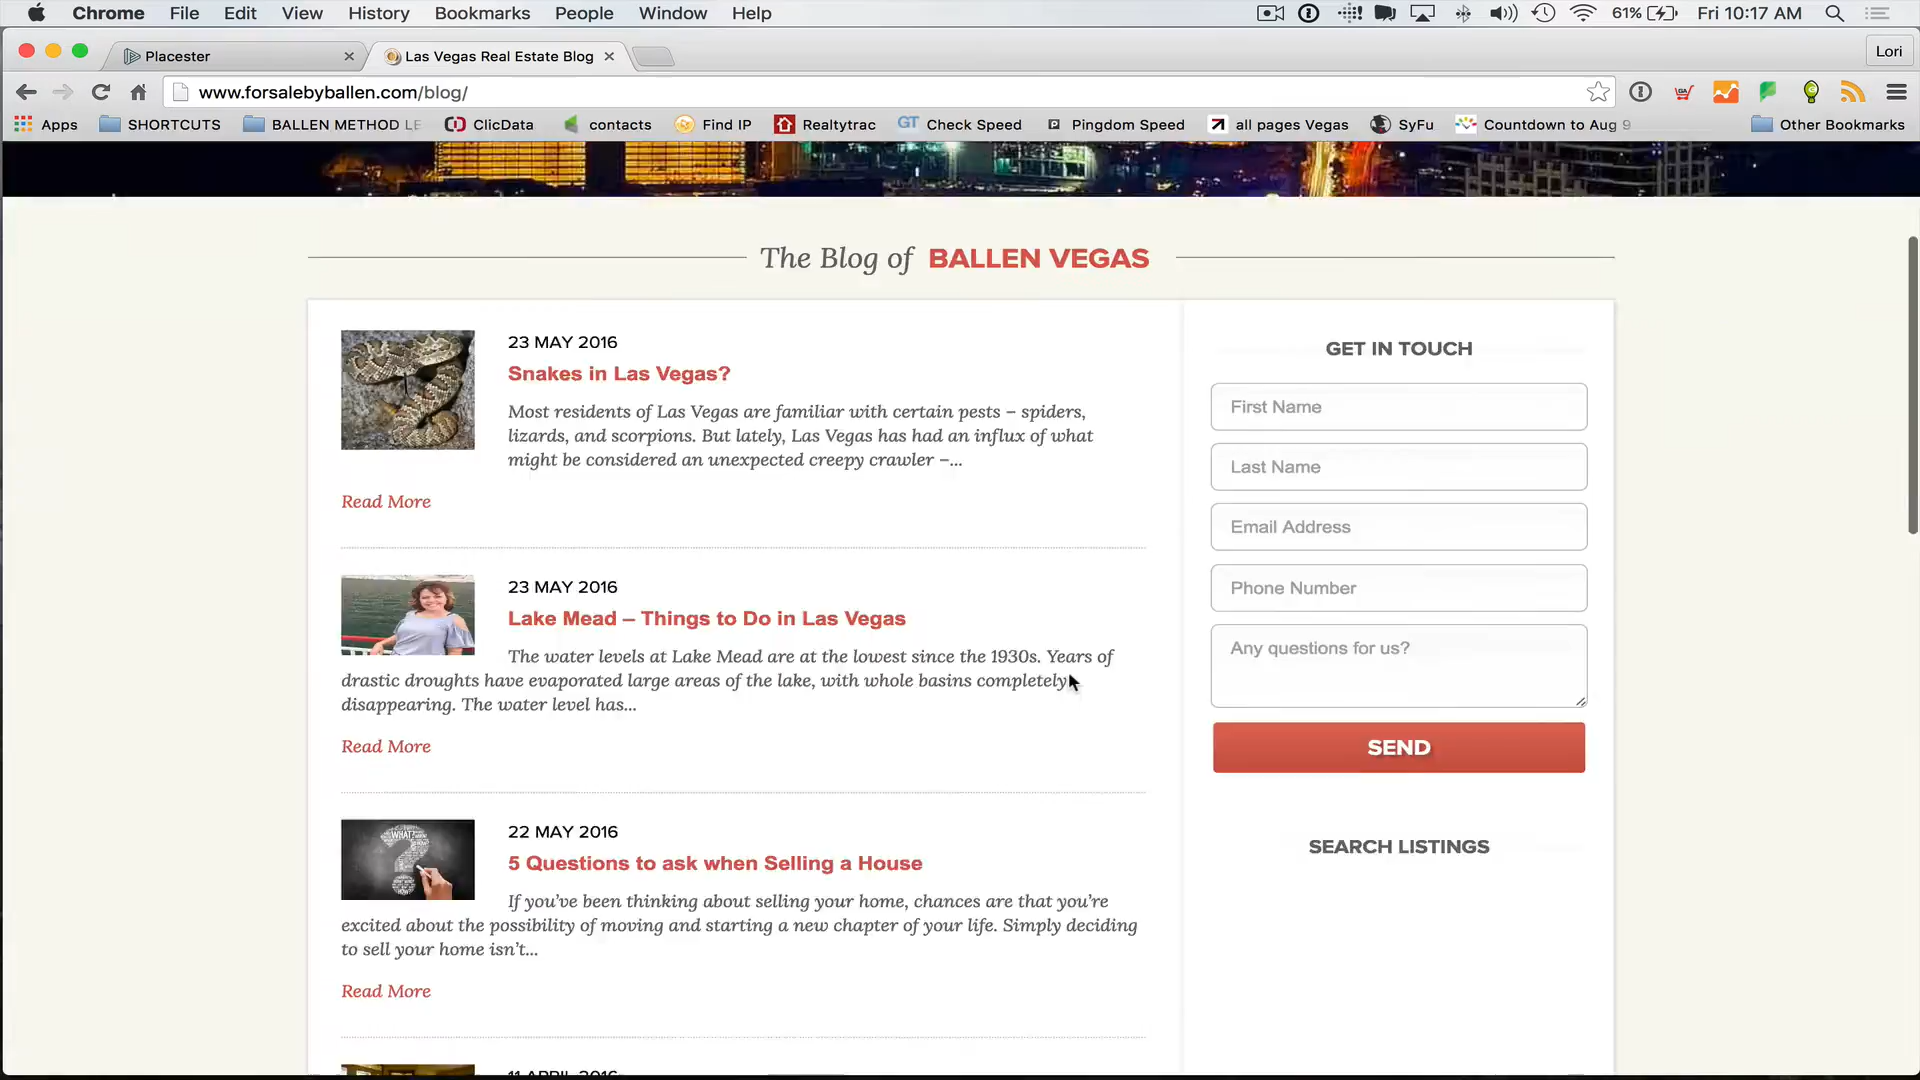 Chrome File Edit View History Bookmarks People Window Help 61% Fri 10:17 AM
Placester Las Vegas Real Estate Blog Lori
www.forsalebyballen.com/blog/
Apps SHORTCUTS BALLEN METHOD LE ClicData contacts Find IP Realtytrac GT Check Speed P Pingdom Speed all pages Vegas SyFu Countdown to Aug 9 Other Bookmarks
The Blog of BALLEN VEGAS
23 MAY 2016
Snakes in Las Vegas?
Most residents of Las Vegas are familiar with certain pests – spiders,
lizards, and scorpions. But lately, Las Vegas has had an influx of what
might be considered an unexpected creepy crawler –...
Read More
23 MAY 2016
Lake Mead – Things to Do in Las Vegas
The water levels at Lake Mead are at the lowest since the 1930s. Years of
drastic droughts have evaporated large areas of the lake, with whole basins completely
disappearing. The water level has...
Read More
WHAT?
22 MAY 2016
5 Questions to ask when Selling a House
If you’ve been thinking about selling your home, chances are that you’re
excited about the possibility of moving and starting a new chapter of your life. Simply deciding
to sell your home isn’t...
Read More
11 APRIL 2016
GET IN TOUCH
First Name
Last Name
Email Address
Phone Number
Any questions for us?
SEND
SEARCH LISTINGS